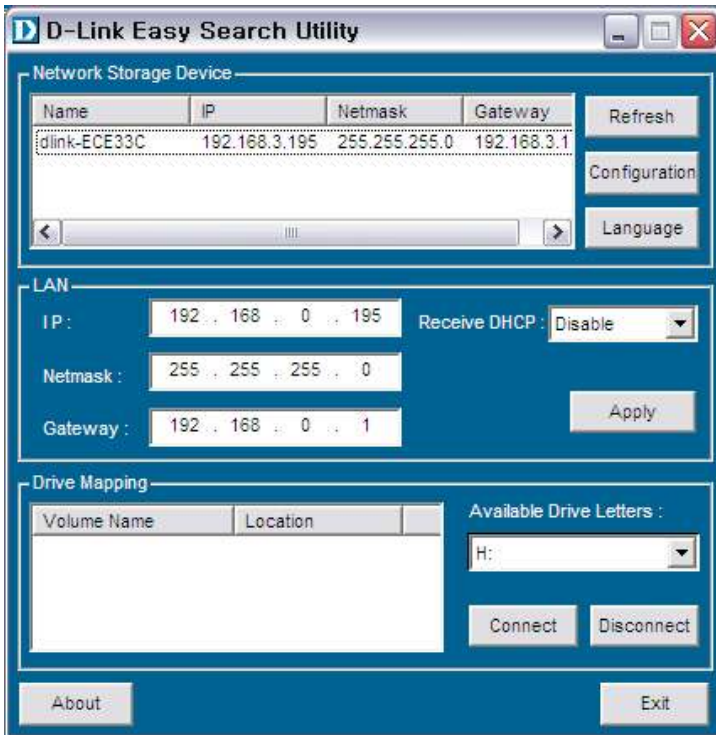 D D-Link Easy Search Utility
Network Storage Device
Name IP Netmask Gateway
dlink-ECE33C 192.168.3.195 255.255.255.0 192.168.3.1
Refresh
Configuration
Language
LAN
IP : 192 . 168 . 0 . 195
Receive DHCP : Disable
Netmask : 255 . 255 . 255 . 0
Gateway : 192 . 168 . 0 . 1
Apply
Drive Mapping
Volume Name Location
Available Drive Letters :
H:
Connect Disconnect
About Exit